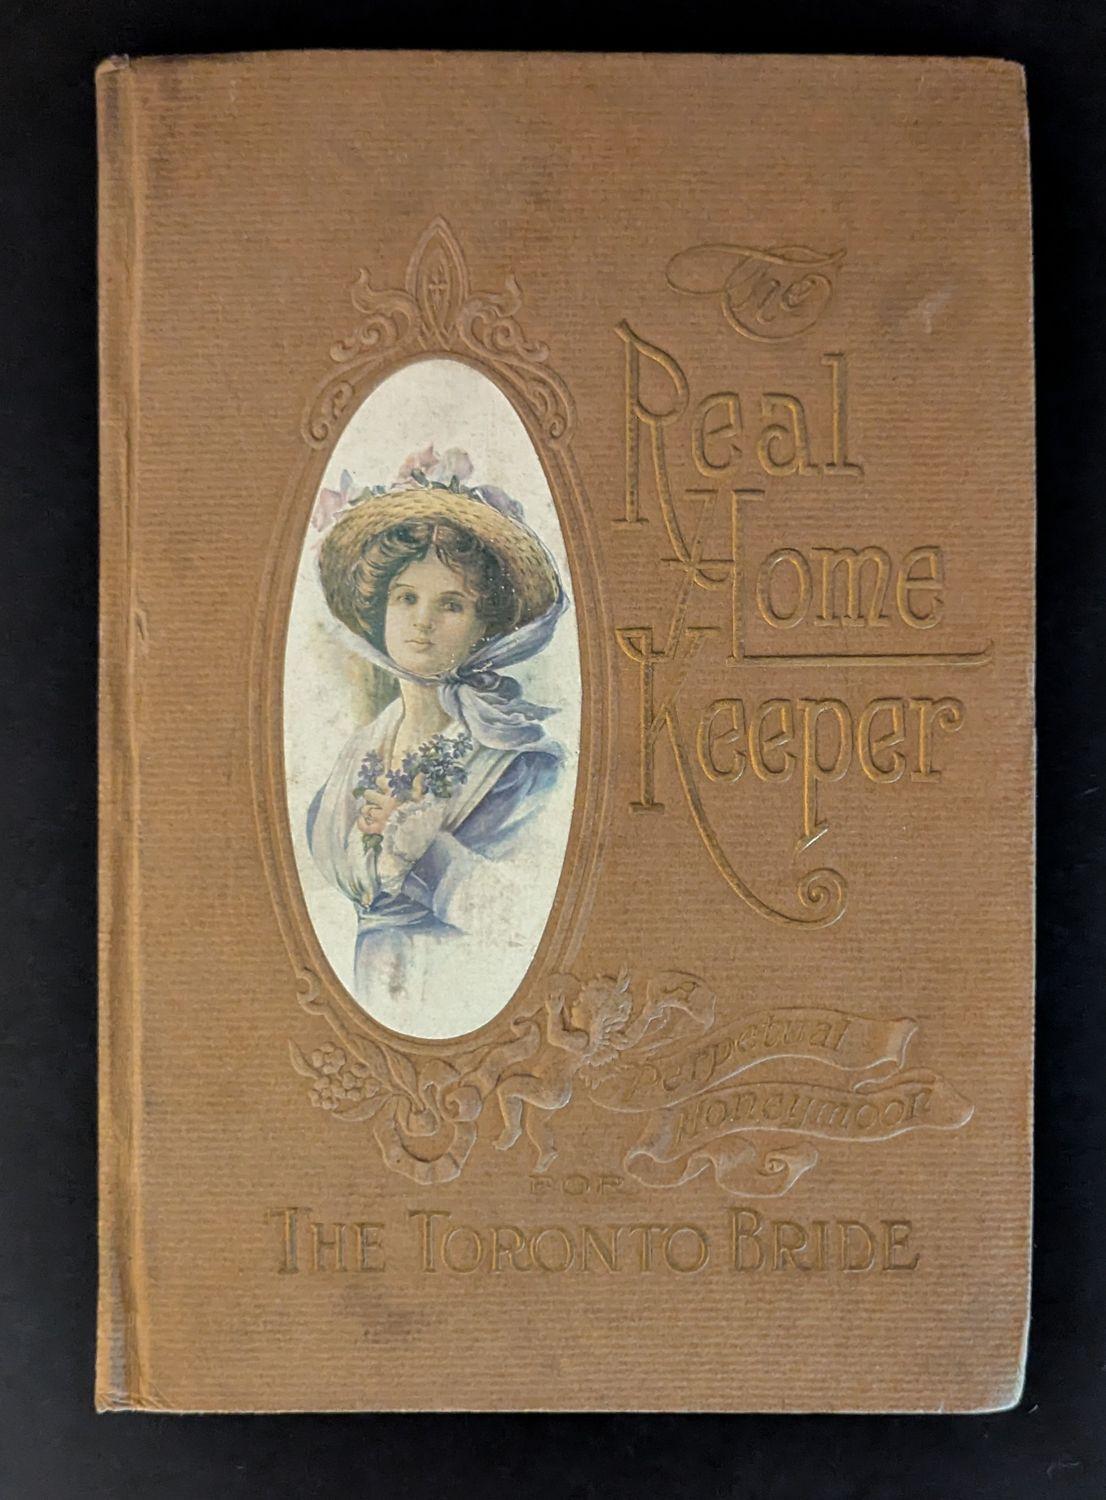 The
Real
Home
Keeper
Perpetual
Honeymoon
FOR
THE TORONTO BRIDE